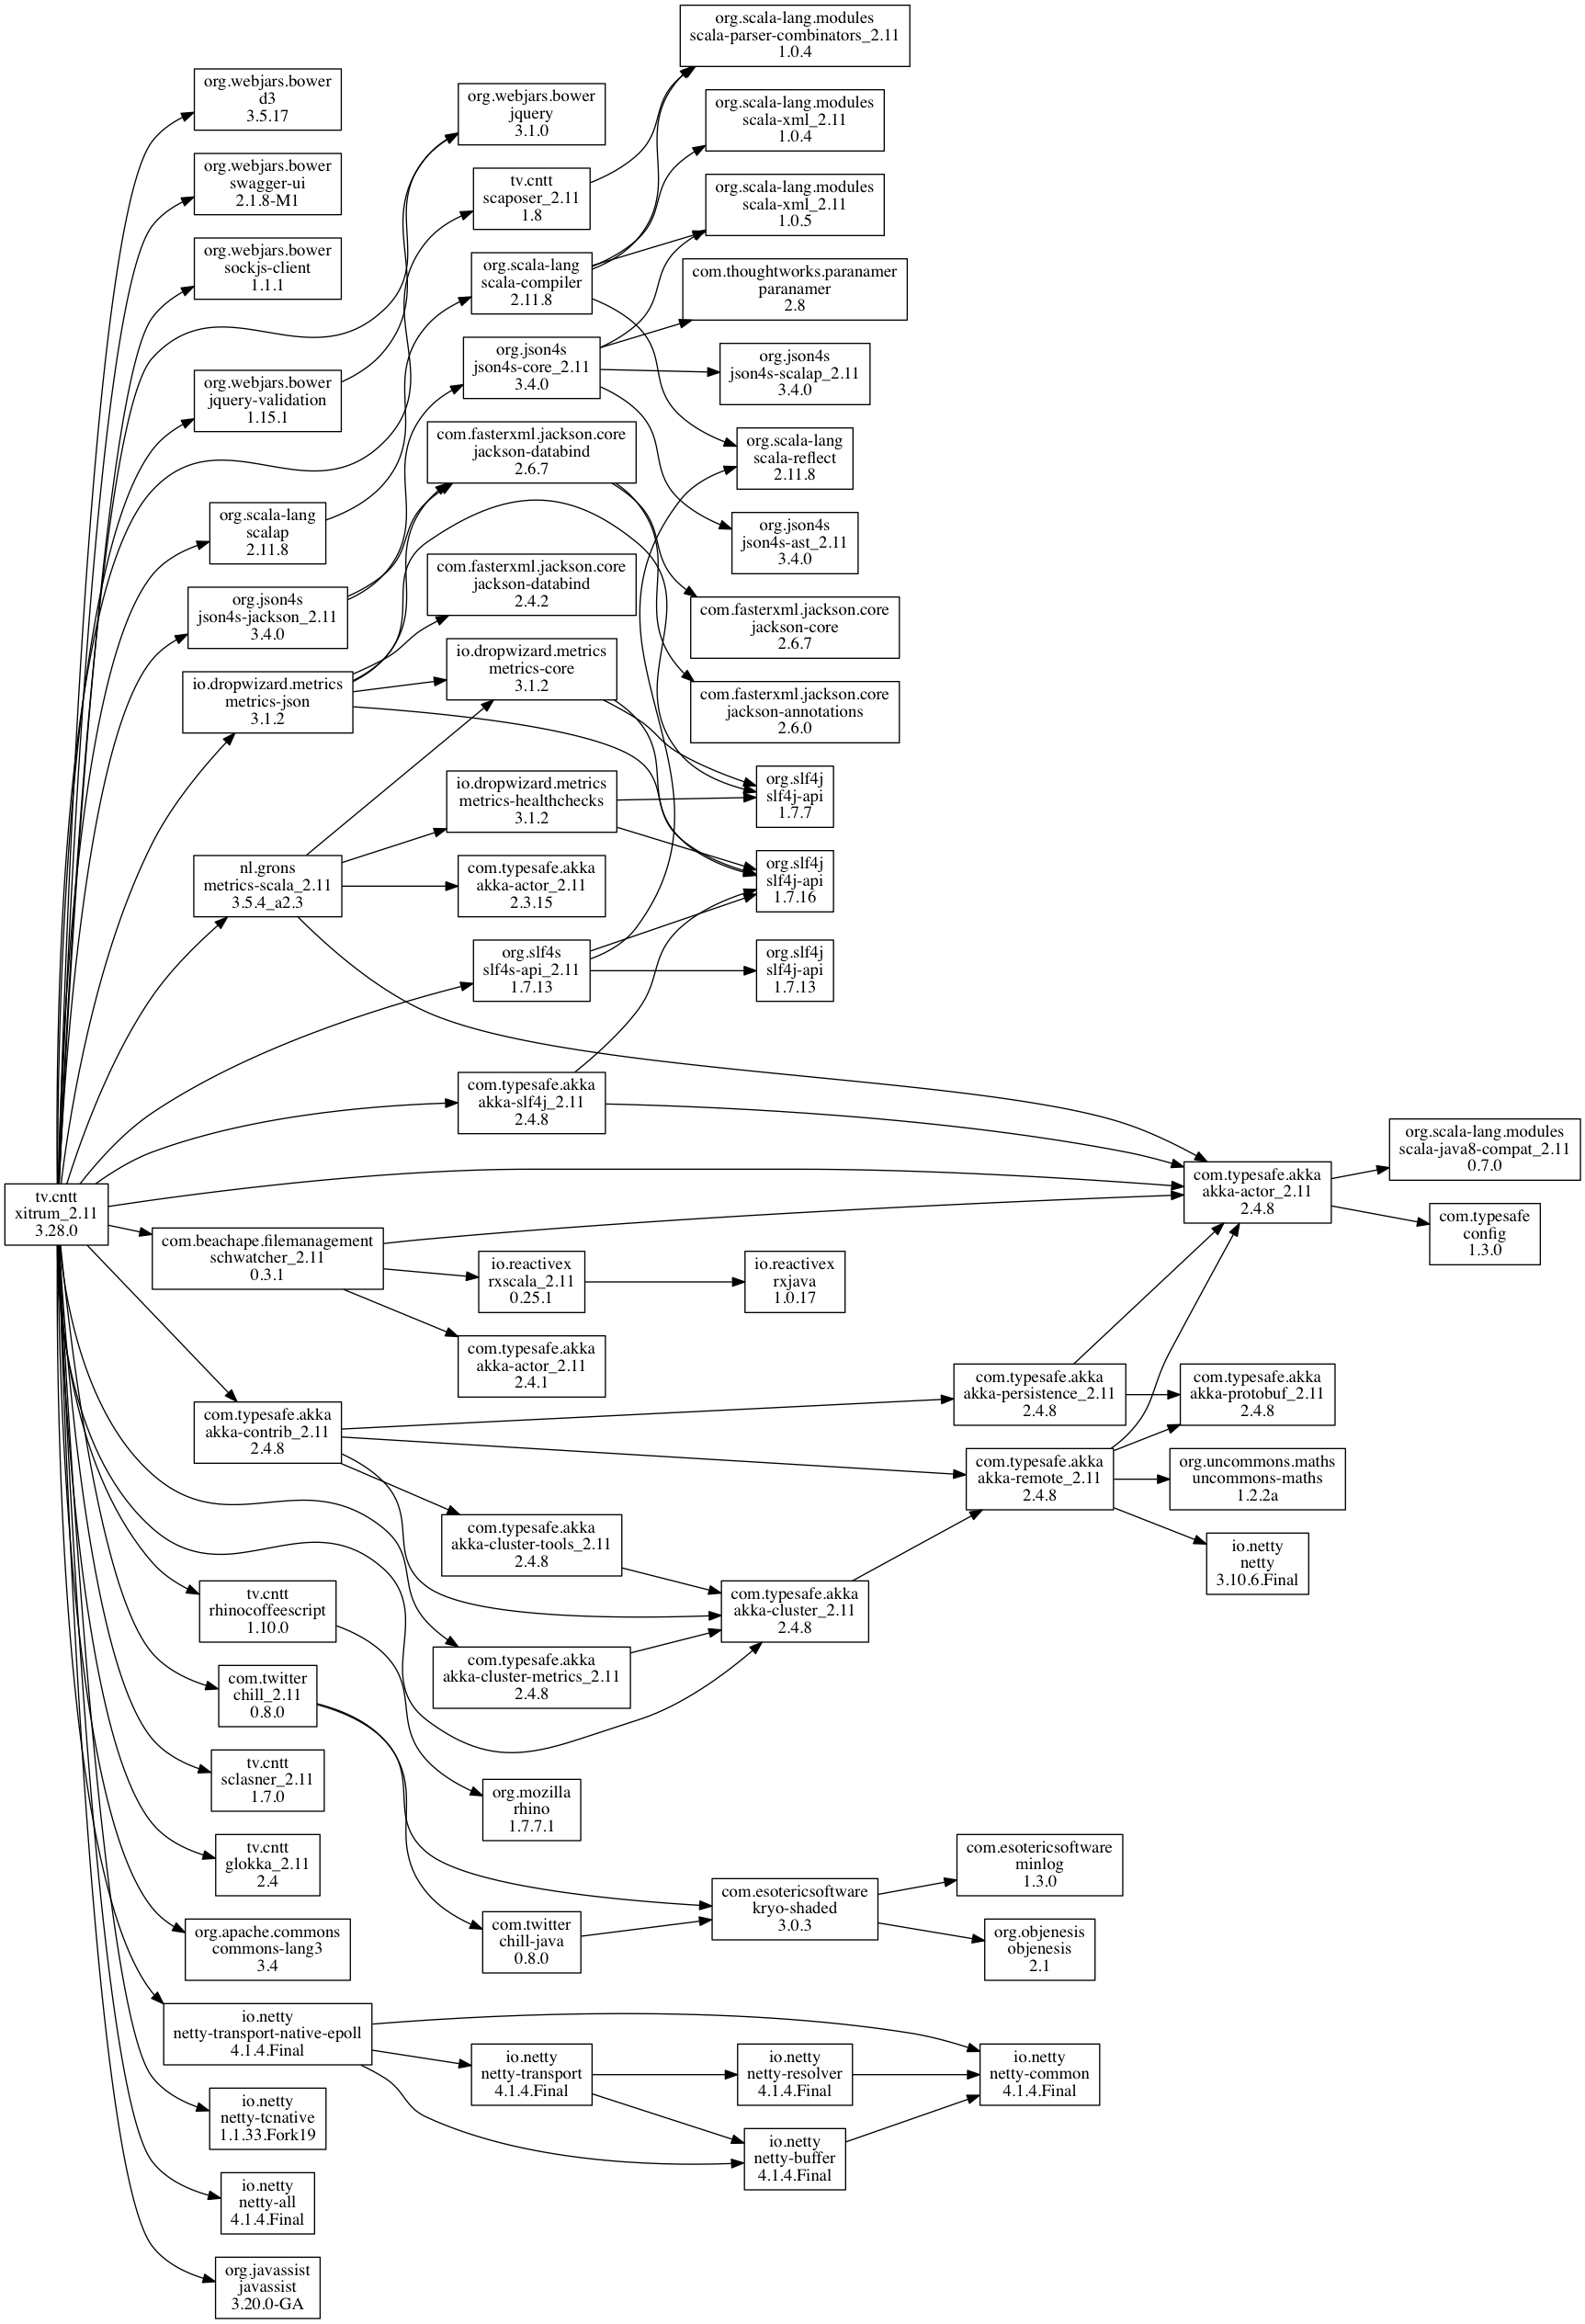 org.scala-lang.modules
scala-parser-combinators_2.11
1.0.4
org.webjars.bower
d3
3.5.17
org.webjars.bower
jquery
3.1.0
org.scala-lang.modules
scala-xml_2.11
1.0.4
org.webjars.bower
swagger-ui
2.1.8-M1
tv.cntt
scaposer_2.11
1.8
org.scala-lang.modules
scala-xml_2.11
1.0.5
org.webjars.bower
sockjs-client
1.1.1
org.scala-lang
scala-compiler
2.11.8
com.thoughtworks.paranamer
paranamer
2.8
org.webjars.bower
jquery-validation
1.15.1
org.json4s
json4s-core_2.11
3.4.0
org.json4s
json4s-scalap_2.11
3.4.0
com.fasterxml.jackson.core
jackson-databind
2.6.7
org.scala-lang
scala-reflect
2.11.8
org.scala-lang
scalap
2.11.8
org.json4s
json4s-ast_2.11
3.4.0
org.json4s
json4s-jackson_2.11
3.4.0
com.fasterxml.jackson.core
jackson-databind
2.4.2
com.fasterxml.jackson.core
jackson-core
2.6.7
io.dropwizard.metrics
metrics-json
3.1.2
io.dropwizard.metrics
metrics-core
3.1.2
com.fasterxml.jackson.core
jackson-annotations
2.6.0
io.dropwizard.metrics
metrics-healthchecks
3.1.2
org.slf4j
slf4j-api
1.7.7
nl.grons
metrics-scala_2.11
3.5.4_a2.3
com.typesafe.akka
akka-actor_2.11
2.3.15
org.slf4j
slf4j-api
1.7.16
org.slf4s
slf4s-api_2.11
1.7.13
org.slf4j
slf4j-api
1.7.13
com.typesafe.akka
akka-slf4j_2.11
2.4.8
org.scala-lang.modules
scala-java8-compat_2.11
0.7.0
tv.cntt
xitrum_2.11
3.28.0
com.typesafe.akka
akka-actor_2.11
2.4.8
com.typesafe
config
1.3.0
com.beachape.filemanagement
schwatcher_2.11
0.3.1
io.reactivex
rxscala_2.11
0.25.1
io.reactivex
rxjava
1.0.17
com.typesafe.akka
akka-actor_2.11
2.4.1
com.typesafe.akka
akka-persistence_2.11
2.4.8
com.typesafe.akka
akka-protobuf_2.11
2.4.8
com.typesafe.akka
akka-contrib_2.11
2.4.8
com.typesafe.akka
akka-remote_2.11
2.4.8
org.uncommons.maths
uncommons-maths
1.2.2a
com.typesafe.akka
akka-cluster-tools_2.11
2.4.8
io.netty
netty
3.10.6.Final
tv.cntt
rhinocoffeescript
1.10.0
com.typesafe.akka
akka-cluster_2.11
2.4.8
com.typesafe.akka
akka-cluster-metrics_2.11
2.4.8
com.twitter
chill_2.11
0.8.0
tv.cntt
sclasner_2.11
1.7.0
org.mozilla
rhino
1.7.7.1
tv.cntt
glokka_2.11
2.4
com.esotericsoftware
minlog
1.3.0
com.esotericsoftware
kryo-shaded
3.0.3
org.apache.commons
commons-lang3
3.4
com.twitter
chill-java
0.8.0
org.objenesis
objenesis
2.1
io.netty
netty-transport-native-epoll
4.1.4.Final
io.netty
netty-transport
4.1.4.Final
io.netty
netty-resolver
4.1.4.Final
io.netty
netty-common
4.1.4.Final
io.netty
netty-tcnative
1.1.33.Fork19
io.netty
netty-buffer
4.1.4.Final
io.netty
netty-all
4.1.4.Final
org.javassist
javassist
3.20.0-GA